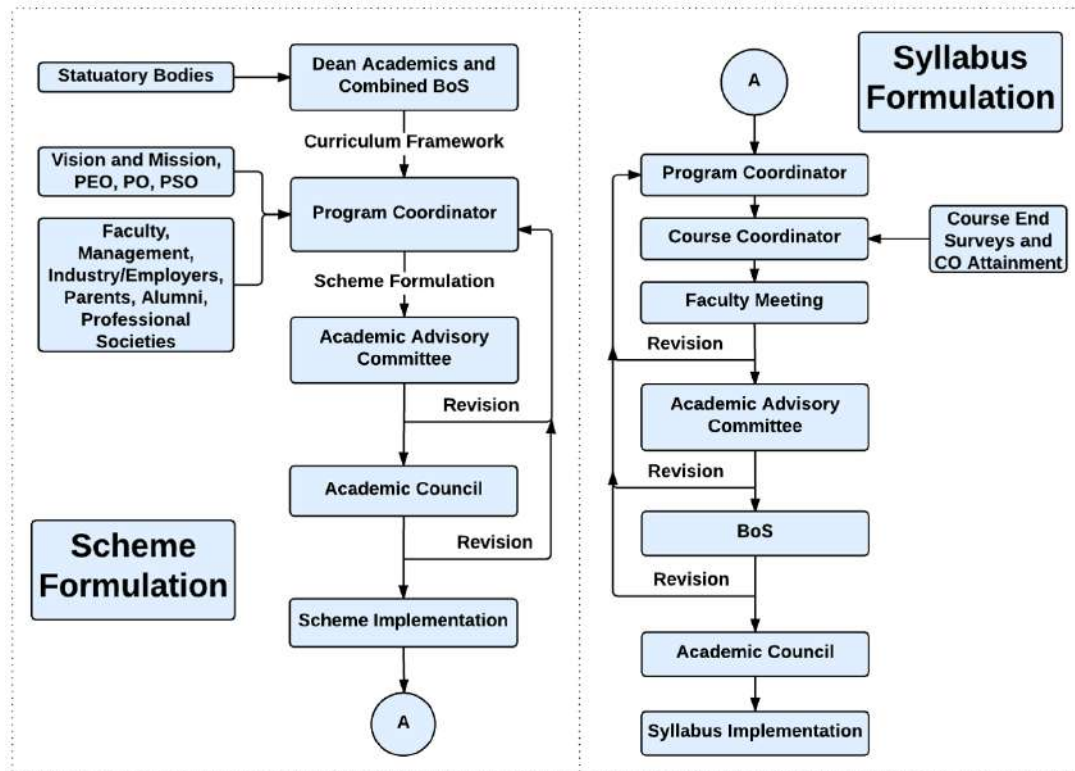 Statuatory Bodies
Dean Academics and
Combined BoS
Curriculum Framework
Vision and Mission,
PEO, PO, PSO
Program Coordinator
Faculty,
Management,
Industry/Employers,
Parents, Alumni,
Professional
Societies
Scheme Formulation
Academic Advisory
Committee
Revision
Academic Council
Revision
Scheme
Formulation
Scheme Implementation
A
Syllabus
Formulation
A
Program Coordinator
Course Coordinator
Course End
Surveys and
CO Attainment
Faculty Meeting
Revision
Academic Advisory
Committee
Revision
BoS
Revision
Academic Council
Syllabus Implementation